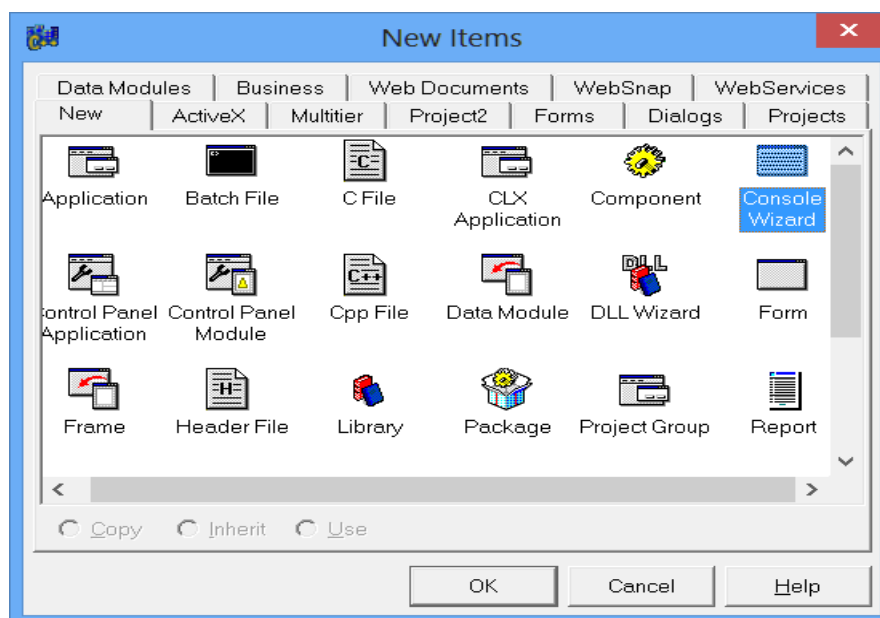 New Items
Data Modules Business Web Documents WebSnap WebServices
New ActiveX Multitier Project2 Forms Dialogs Projects
Application Batch File C File CLX Application Component Console Wizard
ontrol Panel Application Control Panel Module Cpp File Data Module DLL Wizard Form
Frame Header File Library Package Project Group Report
Copy Inherit Use
OK Cancel Help